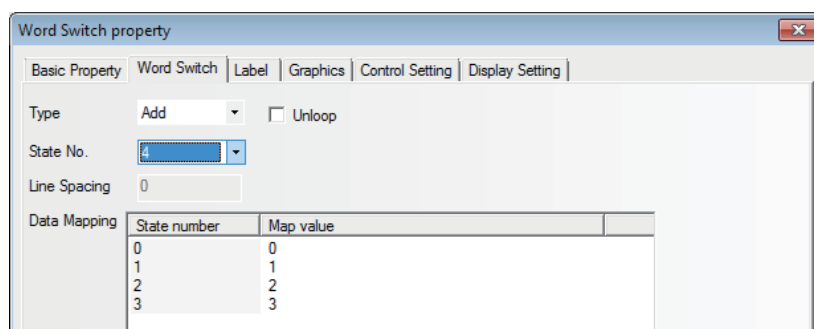 Word Switch property
Basic Property Word Switch Label Graphics Control Setting Display Setting
Type Add Unloop
State No. 4
Line Spacing 0
Data Mapping State number Map value
0 0
1 1
2 2
3 3